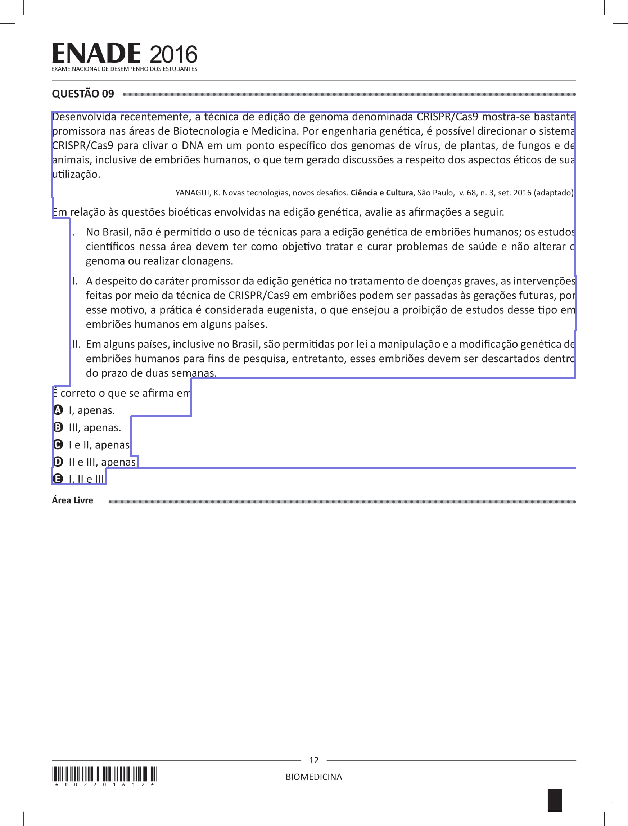 ENADE 2016
EXAME NACIONAL DE DESEMPENHO DOS ESTUDANTES
QUESTÃO 09
Desenvolvida recentemente, a técnica de edição de genoma denominada CRISPR/Cas9 mostra-se bastante
promissora nas áreas de Biotecnologia e Medicina. Por engenharia genética, é possível direcionar o sistema
CRISPR/Cas9 para clivar o DNA em um ponto específico dos genomas de vírus, de plantas, de fungos e de
animais, inclusive de embriões humanos, o que tem gerado discussões a respeito dos aspectos éticos de sua
utilização.
YANAGUI, K. Novas tecnologias, novos desafios. Ciência e Cultura, São Paulo, v. 68, n. 3, set. 2016 (adaptado).
Em relação às questões bioéticas envolvidas na edição genética, avalie as afirmações a seguir.
I. No Brasil, não é permitido o uso de técnicas para a edição genética de embriões humanos; os estudos
científicos nessa área devem ter como objetivo tratar e curar problemas de saúde e não alterar o
genoma ou realizar clonagens.
II. A despeito do caráter promissor da edição genética no tratamento de doenças graves, as intervenções
feitas por meio da técnica de CRISPR/Cas9 em embriões podem ser passadas às gerações futuras, por
esse motivo, a prática é considerada eugenista, o que ensejou a proibição de estudos desse tipo em
embriões humanos em alguns países.
III. Em alguns países, inclusive no Brasil, são permitidas por lei a manipulação e a modificação genética de
embriões humanos para fins de pesquisa, entretanto, esses embriões devem ser descartados dentro
do prazo de duas semanas.
É correto o que se afirma em
A I, apenas.
B III, apenas.
C I e II, apenas.
D II e III, apenas.
E I, II e III.
Área Livre
12
BIOMEDICINA